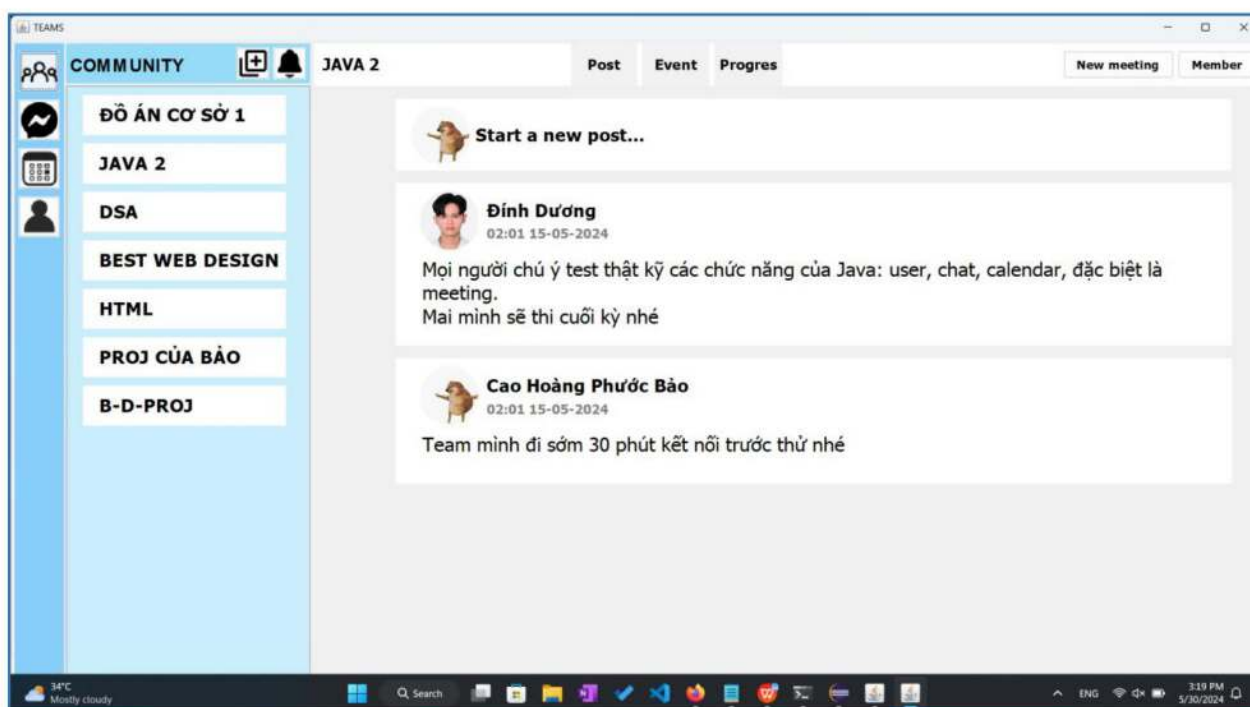 TEAMS
COMMUNITY
JAVA 2
Post
Event
Progres
New meeting
Member
ĐỒ ÁN CƠ SỞ 1
JAVA 2
DSA
BEST WEB DESIGN
HTML
PROJ CỦA BẢO
B-D-PROJ
Start a new post...
Đính Dương
02:01 15-05-2024
Mọi người chú ý test thật kỹ các chức năng của Java: user, chat, calendar, đặc biệt là
meeting.
Mai mình sẽ thi cuối kỳ nhé
Cao Hoàng Phước Bảo
02:01 15-05-2024
Team mình đi sớm 30 phút kết nối trước thử nhé
34°C
Mostly cloudy
Search
ENG
3:19 PM
5/30/2024